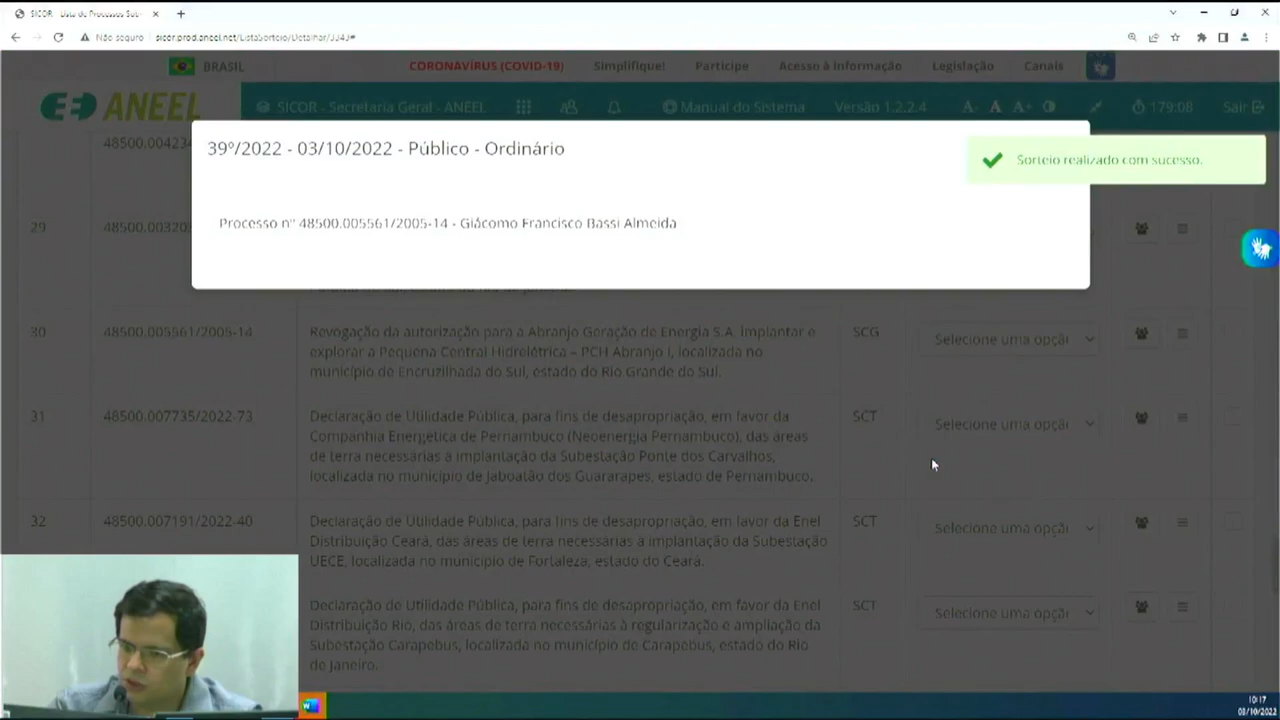 SICOR - Lista de Processos Sub
Não seguro
sicor.prod.aneel.net/ListaSorteio/Detalhar/3343#
BRASIL
CORONAVÍRUS (COVID-19)
Simplifique!
Participe
Acesso à Informação
Legislação
Canais
ANEEL
SICOR - Secretaria Geral - ANEEL
Manual do Sistema
Versão 1.2.2.4
A-
A
A+
179:08
Sair
48500.004234
39º/2022 - 03/10/2022 - Público - Ordinário
Sorteio realizado com sucesso.
Processo nº 48500.005561/2005-14 - Giácomo Francisco Bassi Almeida
29
48500.003203
30
48500.005561/2005-14
Revogação da autorização para a Abranjo Geração de Energia S.A. implantar e
explorar a Pequena Central Hidrelétrica – PCH Abranjo I, localizada no
município de Encruzilhada do Sul, estado do Rio Grande do Sul.
SCG
Selecione uma opçã
31
48500.007735/2022-73
Declaração de Utilidade Pública, para fins de desapropriação, em favor da
Companhia Energética de Pernambuco (Neoenergia Pernambuco), das áreas
de terra necessárias à implantação da Subestação Ponte dos Carvalhos,
localizada no município de Jaboatão dos Guararapes, estado de Pernambuco.
SCT
Selecione uma opçã
32
48500.007191/2022-40
Declaração de Utilidade Pública, para fins de desapropriação, em favor da Enel
Distribuição Ceará, das áreas de terra necessárias à implantação da Subestação
UECE, localizada no município de Fortaleza, estado do Ceará.
SCT
Selecione uma opçã
Declaração de Utilidade Pública, para fins de desapropriação, em favor da Enel
Distribuição Rio, das áreas de terra necessárias à regularização e ampliação da
Subestação Carapebus, localizada no município de Carapebus, estado do Rio
de Janeiro.
SCT
Selecione uma opçã
10:17
03/10/2022